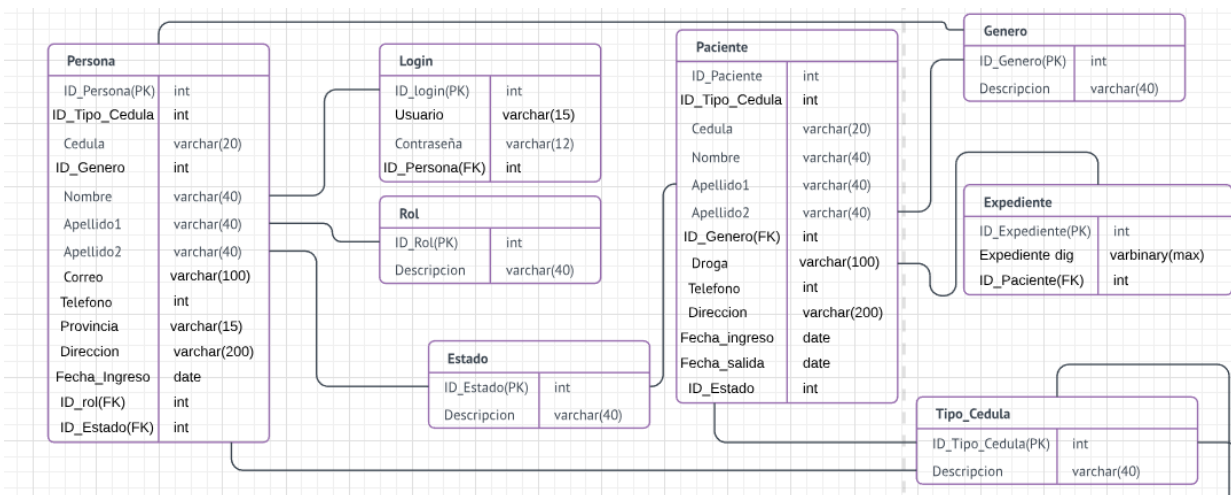 Persona
ID_Persona(PK) int
ID_Tipo_Cedula int
Cedula varchar(20)
ID_Genero int
Nombre varchar(40)
Apellido1 varchar(40)
Apellido2 varchar(40)
Correo varchar(100)
Telefono int
Provincia varchar(15)
Direccion varchar(200)
Fecha_Ingreso date
ID_rol(FK) int
ID_Estado(FK) int
Login
ID_login(PK) int
Usuario varchar(15)
Contraseña varchar(12)
ID_Persona(FK) int
Rol
ID_Rol(PK) int
Descripcion varchar(40)
Estado
ID_Estado(PK) int
Descripcion varchar(40)
Paciente
ID_Paciente int
ID_Tipo_Cedula int
Cedula varchar(20)
Nombre varchar(40)
Apellido1 varchar(40)
Apellido2 varchar(40)
ID_Genero(FK) int
Droga varchar(100)
Telefono int
Direccion varchar(200)
Fecha_ingreso date
Fecha_salida date
ID_Estado int
Genero
ID_Genero(PK) int
Descripcion varchar(40)
Expediente
ID_Expediente(PK) int
Expediente dig varbinary(max)
ID_Paciente(FK) int
Tipo_Cedula
ID_Tipo_Cedula(PK) int
Descripcion varchar(40)